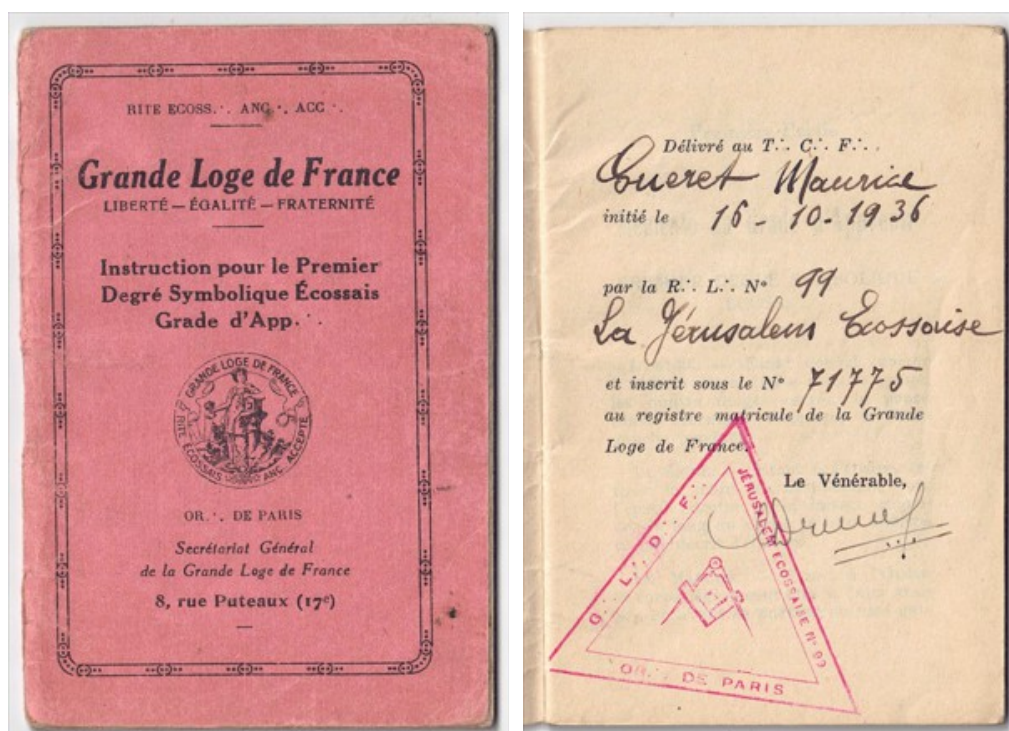 RITE ECOSS.·. ANC.·. ACC.·.
Grande Loge de France
LIBERTÉ — ÉGALITÉ — FRATERNITÉ
Instruction pour le Premier
Degré Symbolique Écossais
Grade d'App.·.
GRANDE LOGE DE FRANCE
RITE ECOSSAIS ANC ACCEPTÉ
OR.·. DE PARIS
Secrétariat Général
de la Grande Loge de France
8, rue Puteaux (17e)
Délivré au T.·. C.·. F.·.
Maurice
initié le 16-10-1936
par la R.·. L.·. N° 99
La Jérusalem Ecossaise
et inscrit sous le N° 71775
au registre matricule de la Grande
Loge de France.
Le Vénérable,
G.·. L.·. D.·. F.·.
JÉRUSALEM ECOSSAISE N° 99
OR.·. DE PARIS